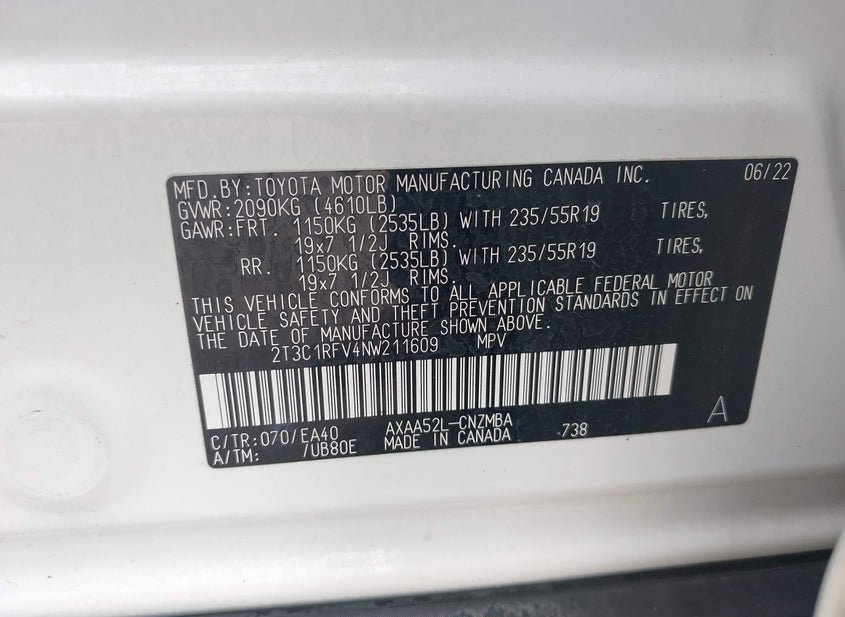 MFD. BY: TOYOTA MOTOR MANUFACTURING CANADA INC. 06/22
GVWR: 2090KG (4610LB)
GAWR: FRT. 1150KG (2535LB) WITH 235/55R19 TIRES,
19x7 1/2J RIMS.
RR. 1150KG (2535LB) WITH 235/55R19 TIRES,
19x7 1/2J RIMS.
THIS VEHICLE CONFORMS TO ALL APPLICABLE FEDERAL MOTOR
VEHICLE SAFETY AND THEFT PREVENTION STANDARDS IN EFFECT ON
THE DATE OF MANUFACTURE SHOWN ABOVE.
2T3C1RFV4NW211609 MPV
C/TR: 070/EA40 AXAA52L-CNZMBA 738 A
A/TM: /UB80E MADE IN CANADA